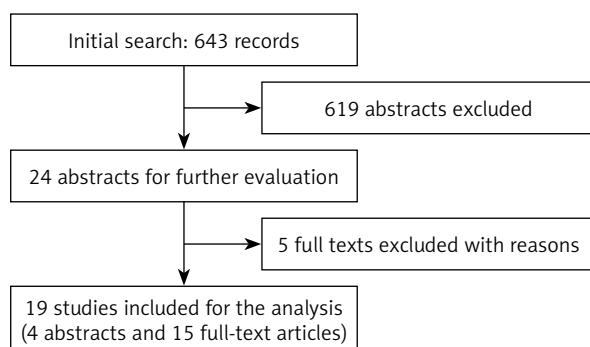 Initial search: 643 records
619 abstracts excluded
24 abstracts for further evaluation
5 full texts excluded with reasons
19 studies included for the analysis
(4 abstracts and 15 full-text articles)